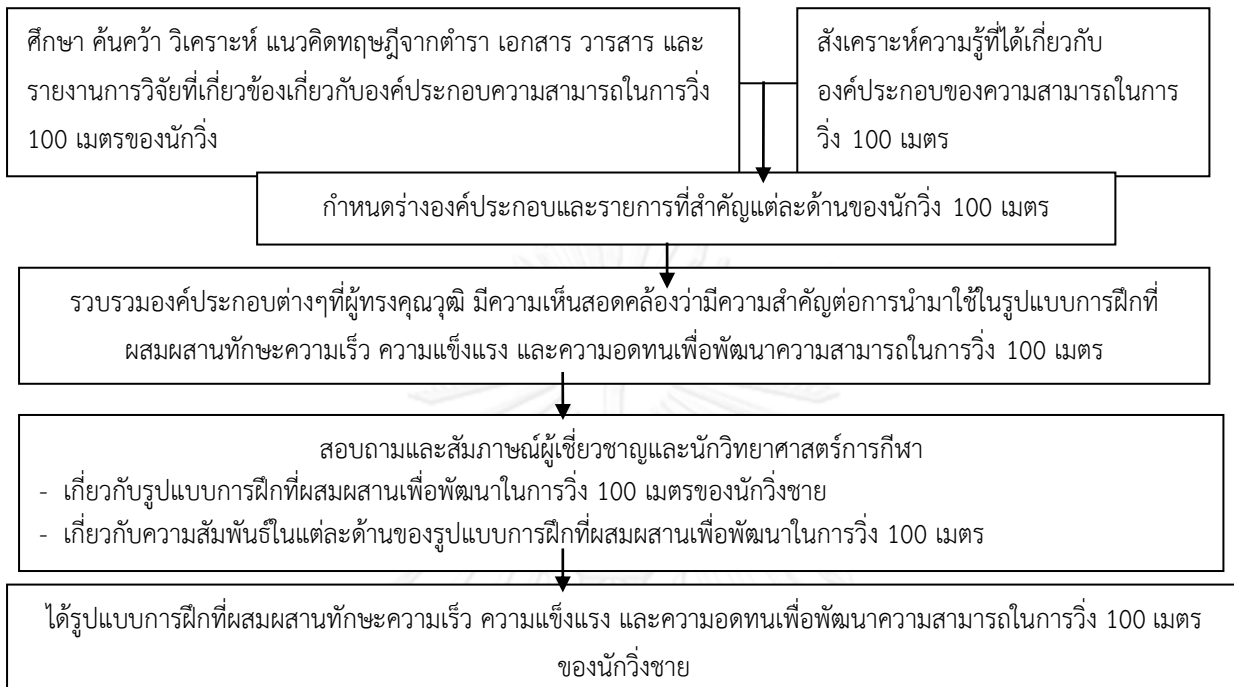 ศึกษา ค้นคว้า วิเคราะห์ แนวคิดทฤษฎีจากตำรา เอกสาร วารสาร และ
รายงานการวิจัยที่เกี่ยวข้องเกี่ยวกับองค์ประกอบความสามารถในการวิ่ง
100 เมตรของนักวิ่ง
สังเคราะห์ความรู้ที่ได้เกี่ยวกับ
องค์ประกอบของความสามารถในการ
วิ่ง 100 เมตร
กำหนดร่างองค์ประกอบและรายการที่สำคัญแต่ละด้านของนักวิ่ง 100 เมตร
รวบรวมองค์ประกอบต่างๆที่ผู้ทรงคุณวุฒิ มีความเห็นสอดคล้องว่ามีความสำคัญต่อการนำมาใช้ในรูปแบบการฝึกที่
ผสมผสานทักษะความเร็ว ความแข็งแรง และความอดทนเพื่อพัฒนาความสามารถในการวิ่ง 100 เมตร
สอบถามและสัมภาษณ์ผู้เชี่ยวชาญและนักวิทยาศาสตร์การกีฬา
- เกี่ยวกับรูปแบบการฝึกที่ผสมผสานเพื่อพัฒนาในการวิ่ง 100 เมตรของนักวิ่งชาย
- เกี่ยวกับความสัมพันธ์ในแต่ละด้านของรูปแบบการฝึกที่ผสมผสานเพื่อพัฒนาในการวิ่ง 100 เมตร
ได้รูปแบบการฝึกที่ผสมผสานทักษะความเร็ว ความแข็งแรง และความอดทนเพื่อพัฒนาความสามารถในการวิ่ง 100 เมตร
ของนักวิ่งชาย